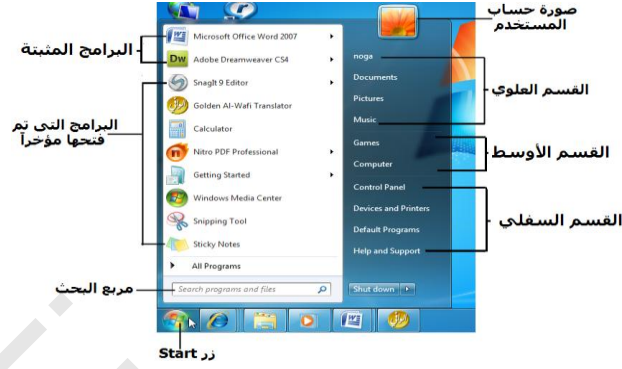 صورة حساب
المستخدم
البرامج المثبتة
البرامج التى تم
فتحها مؤخراً
مربع البحث
زر Start
القسم العلوي
القسم الأوسط
القسم السفلي
Microsoft Office Word 2007
Dw Adobe Dreamweaver CS4
SnagIt 9 Editor
Golden Al-Wafi Translator
Calculator
Nitro PDF Professional
Getting Started
Windows Media Center
Snipping Tool
Sticky Notes
All Programs
Search programs and files
noga
Documents
Pictures
Music
Games
Computer
Control Panel
Devices and Printers
Default Programs
Help and Support
Shut down